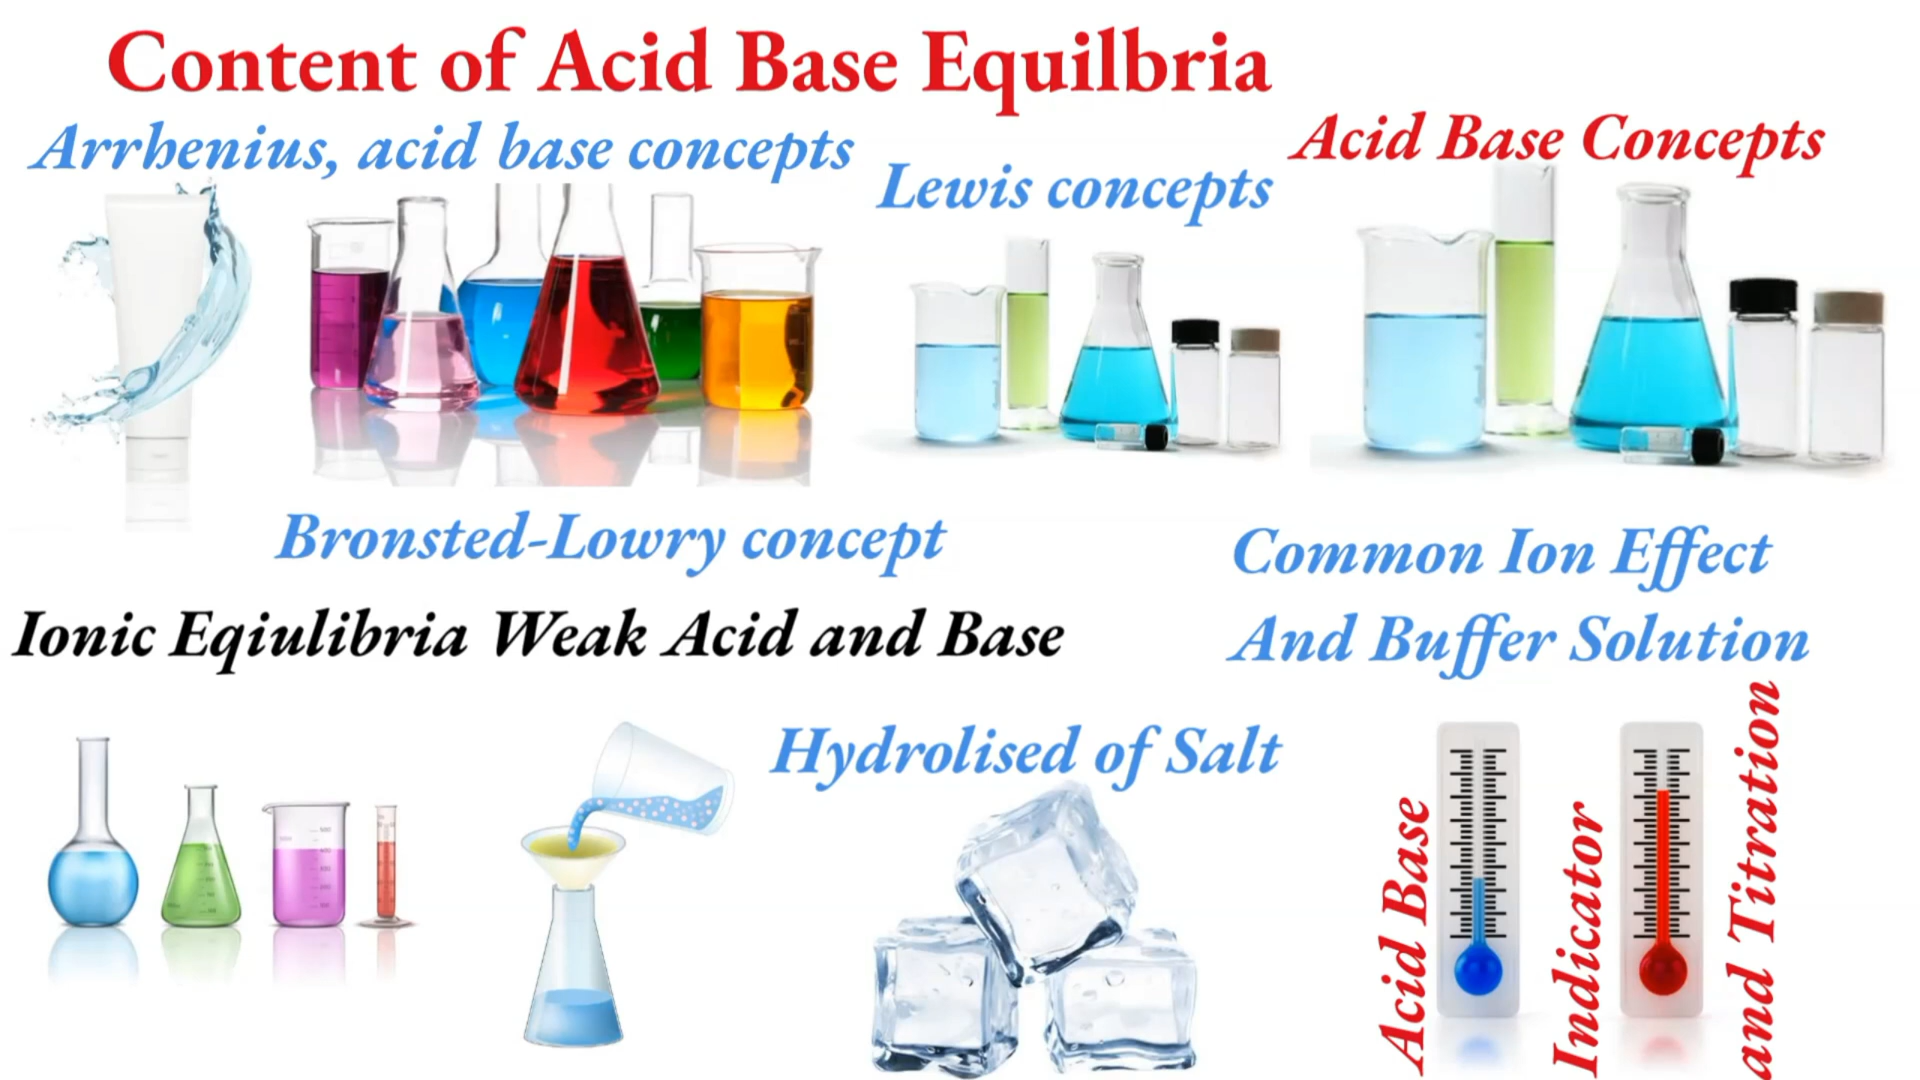 Content of Acid Base Equilbria
Arrhenius, acid base concepts
Lewis concepts
Acid Base Concepts
Bronsted-Lowry concept
Common Ion Effect
And Buffer Solution
Ionic Eqiulibria Weak Acid and Base
Hydrolised of Salt
Acid Base
Indicator
and Titration